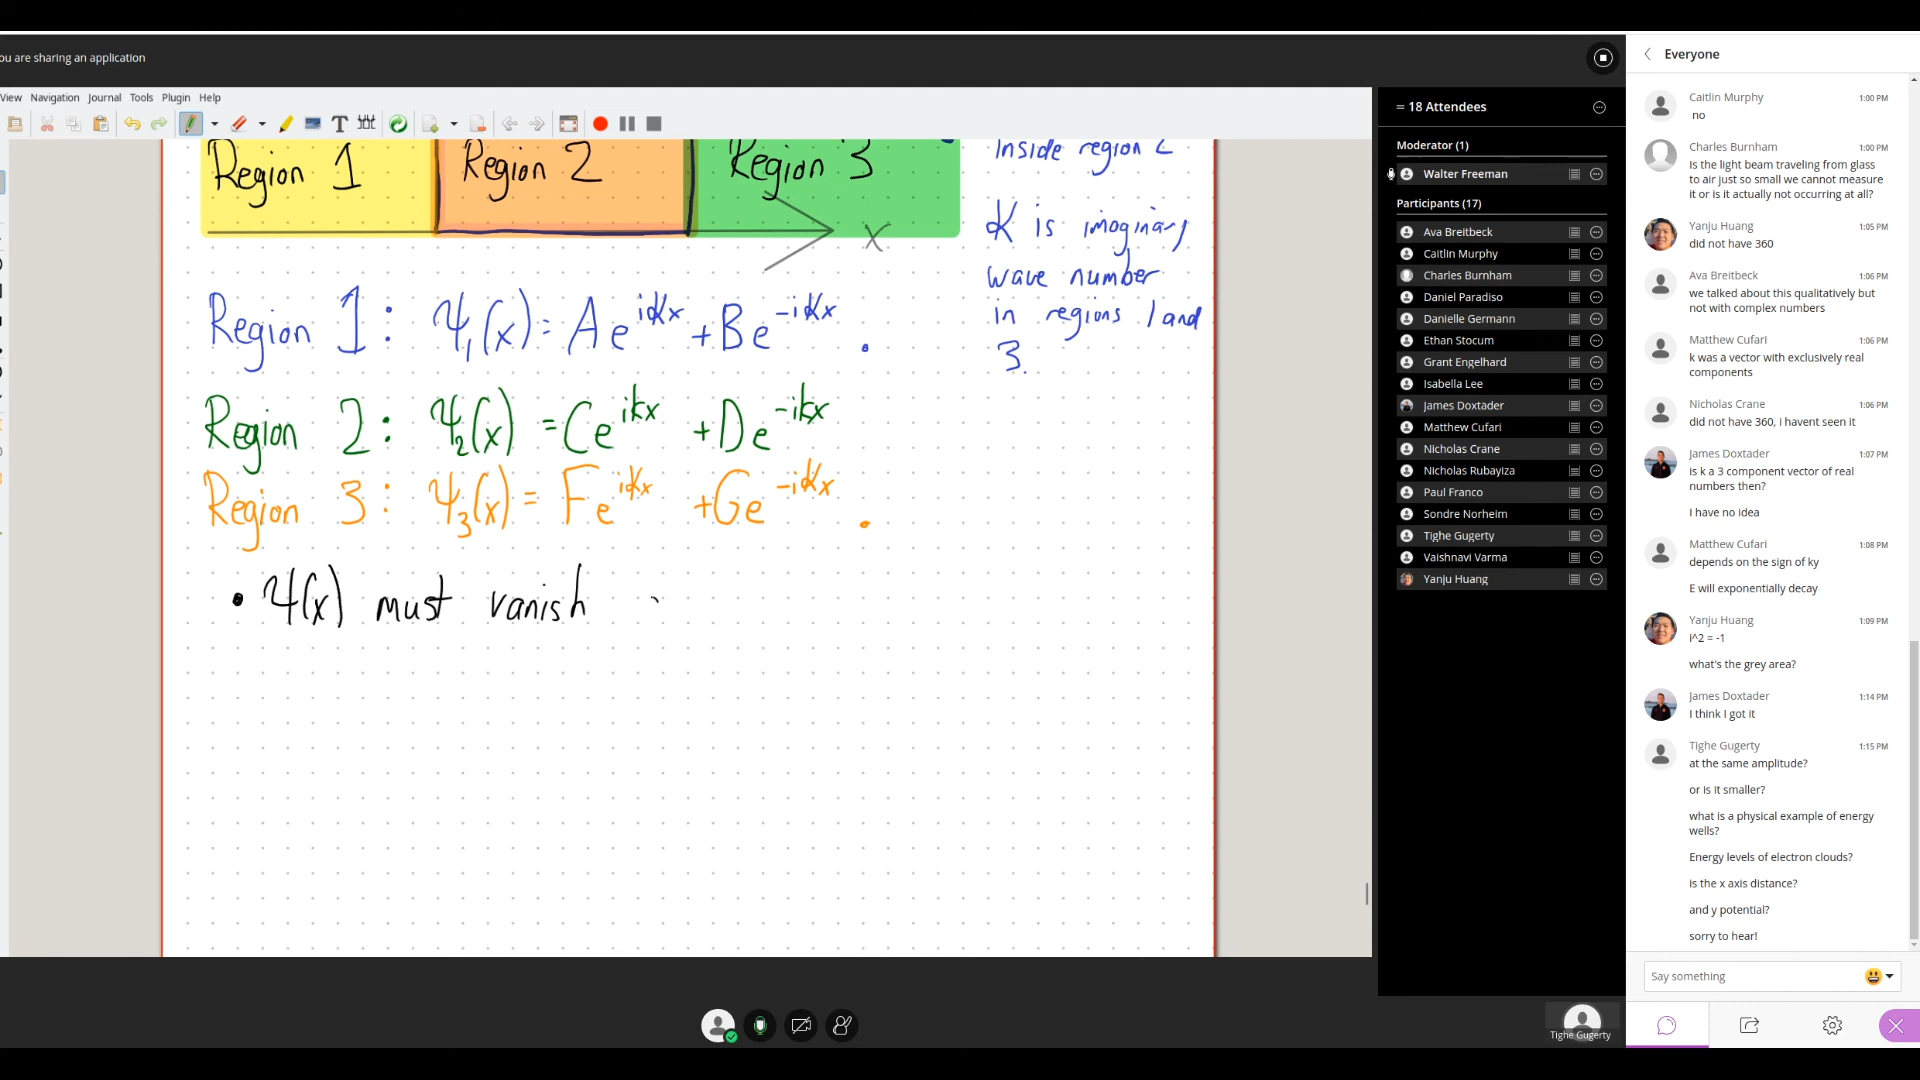 ou are sharing an application
View Navigation Journal Tools Plugin Help
Region 1 Region 2 Region 3
x
Inside region 2
K is imaginary
wave number
in regions 1 and
3.
Region 1: Ψ₁(x) = Ae^{iKx} + Be^{-iKx}.
Region 2: Ψ₂(x) = Ce^{ikx} + De^{-ikx}
Region 3: Ψ₃(x) = Fe^{iKx} + Ge^{-iKx}.
• Ψ(x) must vanish
= 18 Attendees
Moderator (1)
Walter Freeman
Participants (17)
Ava Breitbeck
Caitlin Murphy
Charles Burnham
Daniel Paradiso
Danielle Germann
Ethan Stocum
Grant Engelhard
Isabella Lee
James Doxtader
Matthew Cufari
Nicholas Crane
Nicholas Rubayiza
Paul Franco
Sondre Norheim
Tighe Gugerty
Vaishnavi Varma
Yanju Huang
Tighe Gugerty
Everyone
Caitlin Murphy 1:00 PM
no
Charles Burnham 1:00 PM
Is the light beam traveling from glass
to air just so small we cannot measure
it or is it actually not occurring at all?
Yanju Huang 1:05 PM
did not have 360
Ava Breitbeck 1:06 PM
we talked about this qualitatively but
not with complex numbers
Matthew Cufari 1:06 PM
k was a vector with exclusively real
components
Nicholas Crane 1:06 PM
did not have 360, i havent seen it
James Doxtader 1:07 PM
is k a 3 component vector of real
numbers then?
I have no idea
Matthew Cufari 1:08 PM
depends on the sign of ky
E will exponentially decay
Yanju Huang 1:09 PM
i^2 = -1
what's the grey area?
James Doxtader 1:14 PM
I think I got it
Tighe Gugerty 1:15 PM
at the same amplitude?
or is it smaller?
what is a physical example of energy
wells?
Energy levels of electron clouds?
is the x axis distance?
and y potential?
sorry to hear!
Say something